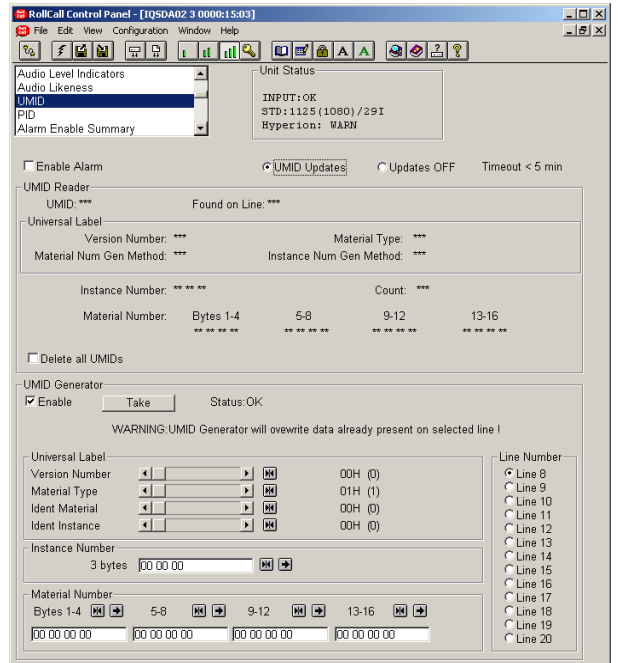 RollCall Control Panel - [IQSDA02 3 0000:15:03]
File Edit View Configuration Window Help
A A
Audio Level Indicators
Audio Likeness
UMID
PID
Alarm Enable Summary
Unit Status
INPUT:OK
STD:1125(1080)/29I
Hyperion: WARN
Enable Alarm UMID Updates Updates OFF Timeout < 5 min
UMID Reader
UMID: *** Found on Line: ***
Universal Label
Version Number: *** Material Type: ***
Material Num Gen Method: *** Instance Num Gen Method: ***
Instance Number: ** ** ** Count: ***
Material Number: Bytes 1-4 5-8 9-12 13-16
** ** ** ** ** ** ** ** ** ** ** ** ** ** ** **
Delete all UMIDs
UMID Generator
Enable Take Status:OK
WARNING:UMID Generator will ovewrite data already present on selected line !
Universal Label
Version Number 00H (0)
Material Type 01H (1)
Ident Material 00H (0)
Ident Instance 00H (0)
Instance Number
3 bytes 00 00 00
Material Number
Bytes 1-4 5-8 9-12 13-16
00 00 00 00 00 00 00 00 00 00 00 00 00 00 00 00
Line Number
Line 8
Line 9
Line 10
Line 11
Line 12
Line 13
Line 14
Line 15
Line 16
Line 17
Line 18
Line 19
Line 20